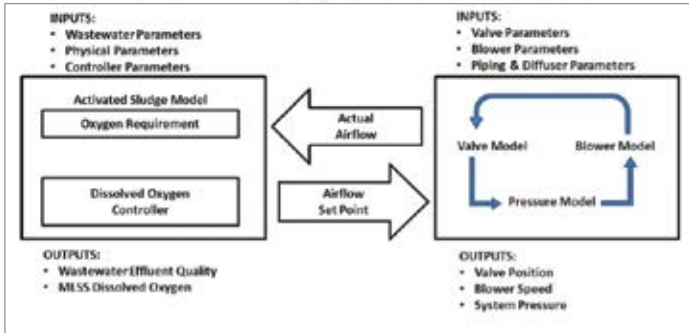 INPUTS:
• Wastewater Parameters
• Physical Parameters
• Controller Parameters
Activated Sludge Model
Oxygen Requirement
Dissolved Oxygen
Controller
OUTPUTS:
• Wastewater Effluent Quality
• MLSS Dissolved Oxygen
Actual
Airflow
Airflow
Set Point
INPUTS:
• Valve Parameters
• Blower Parameters
• Piping & Diffuser Parameters
Valve Model
Blower Model
Pressure Model
OUTPUTS:
• Valve Position
• Blower Speed
• System Pressure